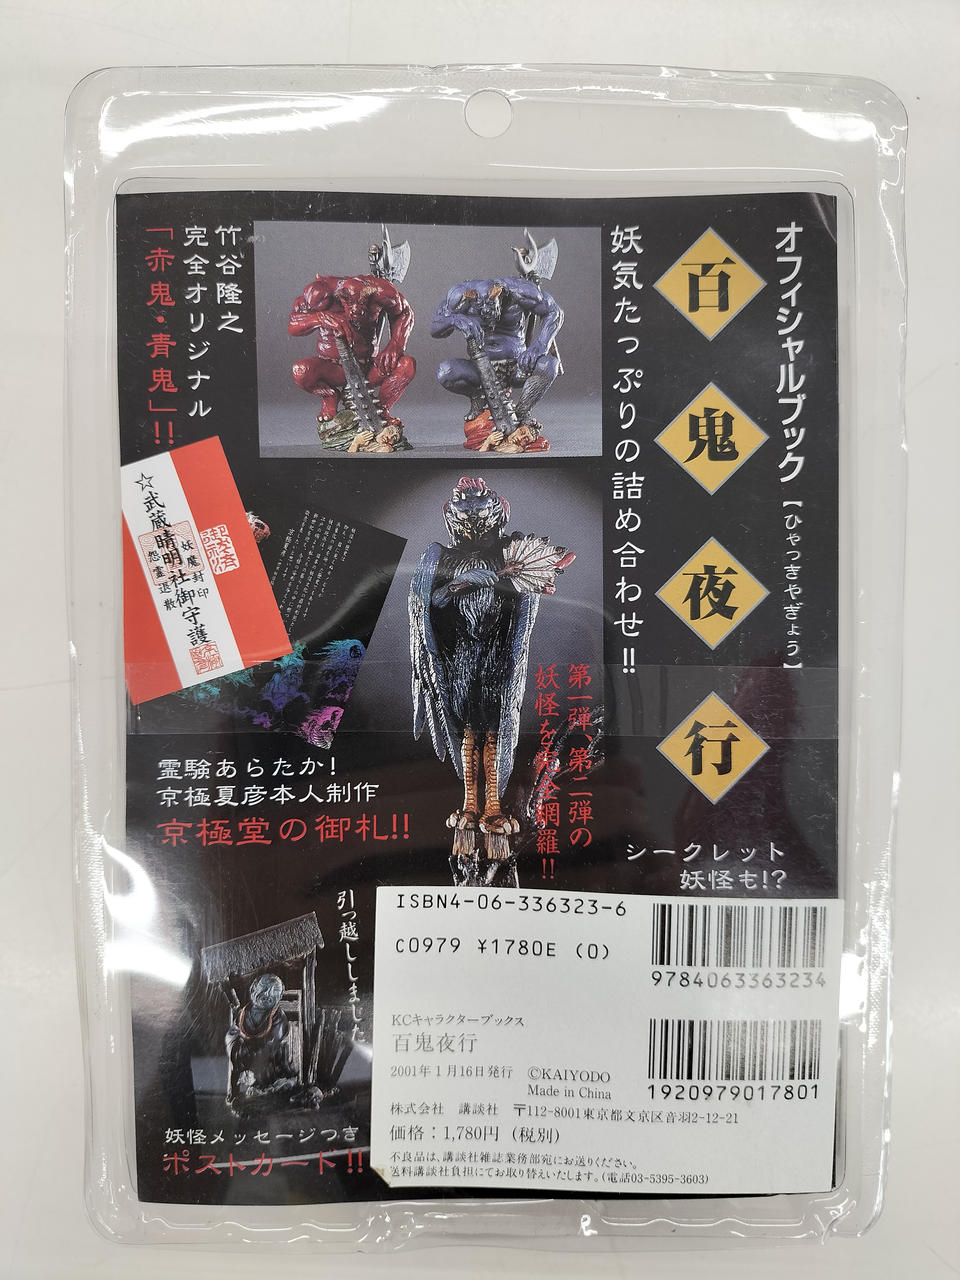 オフィシャルブック【ひゃっきやぎょう】
百鬼夜行
妖気たっぷりの詰め合わせ!!
竹谷隆之
完全オリジナル
「赤鬼・青鬼」!!
第一弾、第二弾の
妖怪を完全網羅!!
シークレット
妖怪も!?
☆武蔵晴明社御守護
妖魔封印
怨霊退散
霊験あらたか!
京極夏彦本人制作
京極堂の御札!!
引っ越ししました
妖怪メッセージつき
ポストカード!!
ISBN4-06-336323-6
C0979 ¥1780E (0)
9784063363234
KCキャラクターブックス
百鬼夜行
2001年1月16日発行 ©KAIYODO
Made in China
1920979017801
株式会社 講談社 〒112-8001東京都文京区音羽2-12-21
価格：1,780円（税別）
不良品は、講談社雑誌業務部宛にお送りください。
送料講談社負担にてお取り替えいたします。(電話03-5395-3603)